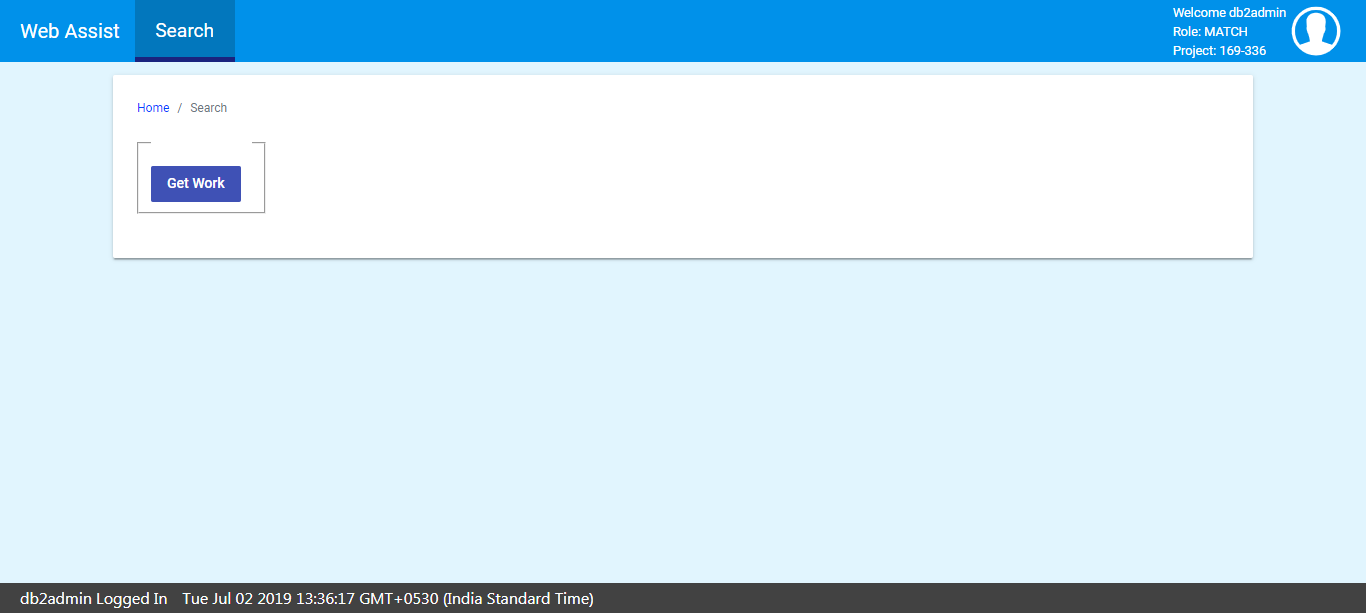 Web Assist Search
Welcome db2admin
Role: MATCH
Project: 169-336
Home / Search
Get Work
db2admin Logged In Tue Jul 02 2019 13:36:17 GMT+0530 (India Standard Time)